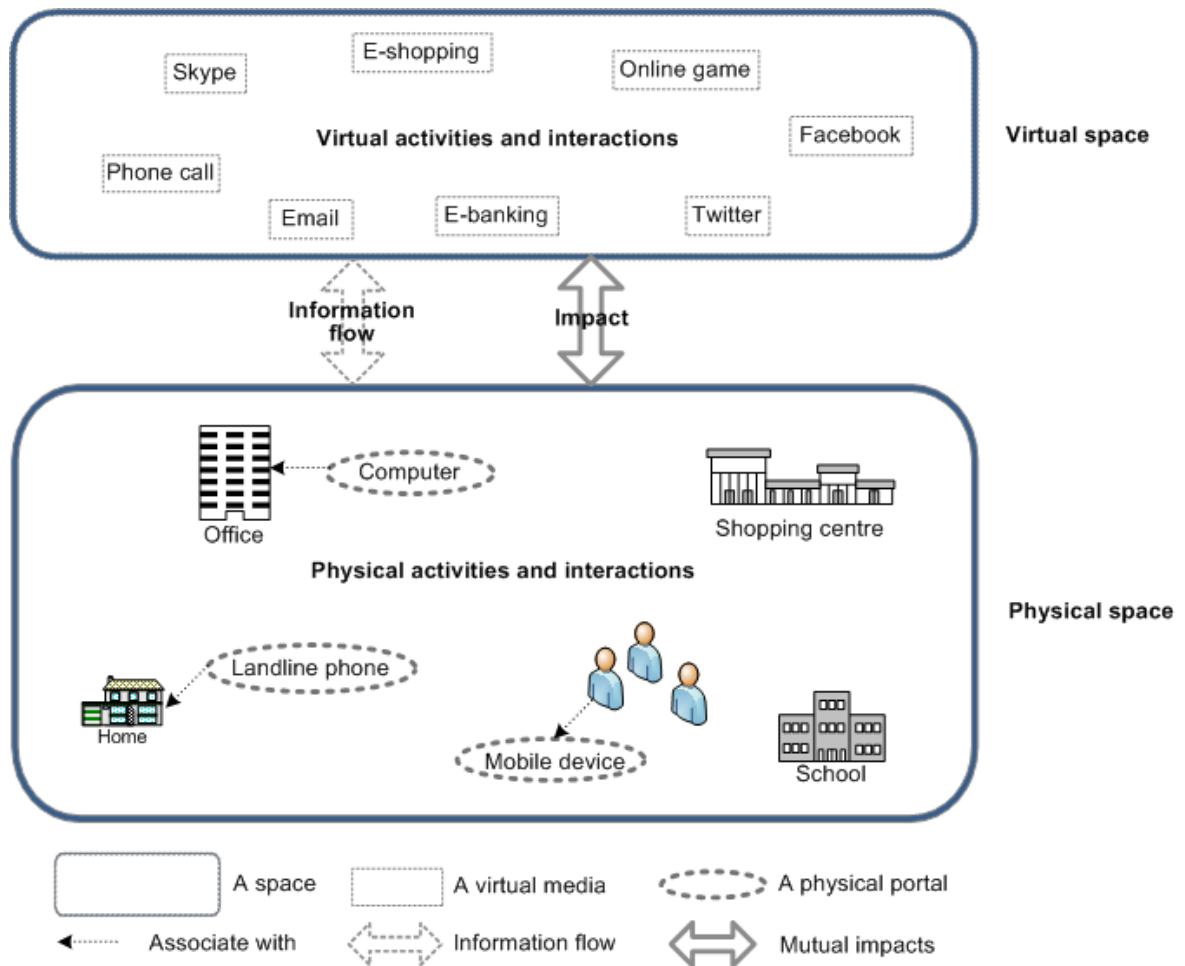 E-shopping
Skype
Online game
Virtual activities and interactions
Facebook
Virtual space
Phone call
Email
E-banking
Twitter
Information
flow
Impact
Computer
Office
Shopping centre
Physical activities and interactions
Physical space
Landline phone
Home
Mobile device
School
A space
A virtual media
A physical portal
Associate with
Information flow
Mutual impacts